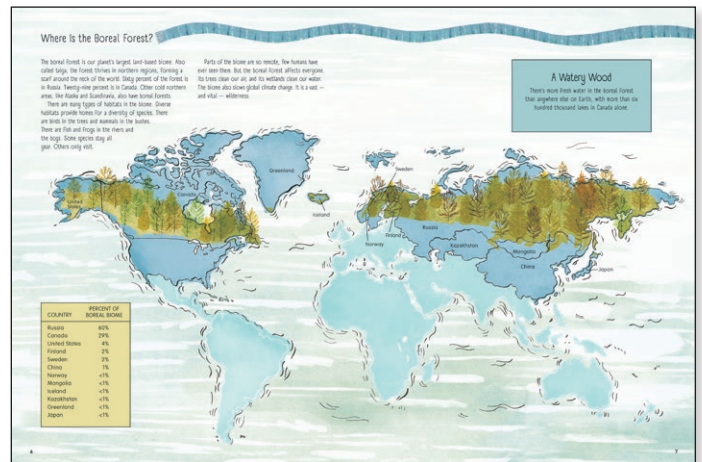 Where Is the Boreal Forest?
The boreal forest is our planet's largest land-based biome. Also
called taiga, the forest thrives in northern regions, forming a
scarf around the neck of the world. Sixty percent of the forest is
in Russia. Twenty-nine percent is in Canada. Other cold northern
areas, like Alaska and Scandinavia, also have boreal forests.
There are many types of habitats in the biome. Diverse
habitats provide homes for a diversity of species. There
are birds in the trees and mammals in the bushes.
There are fish and frogs in the rivers and
the bogs. Some species stay all
year. Others only visit.
Parts of the biome are so remote, few humans have
ever seen them. But the boreal forest affects everyone.
Its trees clean our air and its wetlands clean our water.
The biome also slows global climate change. It is a vast —
and vital — wilderness.
A Watery Wood
There's more fresh water in the boreal forest
than anywhere else on Earth, with more than six
hundred thousand lakes in Canada alone.
Greenland
Sweden
Canada
United
States
Iceland
Russia
Finland
Norway
Kazakhstan
Mongolia
China
Japan
COUNTRY PERCENT OF
BOREAL BIOME
Russia 60%
Canada 29%
United States 4%
Finland 2%
Sweden 2%
China 1%
Norway <1%
Mongolia <1%
Iceland <1%
Kazakhstan <1%
Greenland <1%
Japan <1%
6
7